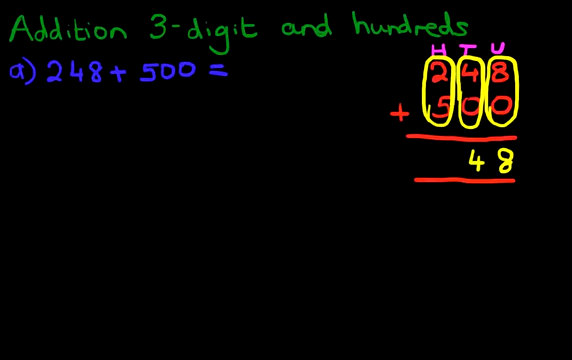 Addition 3-digit and hundreds
a) 248 + 500 =
H T U
2 4 8
+ 5 0 0
4 8